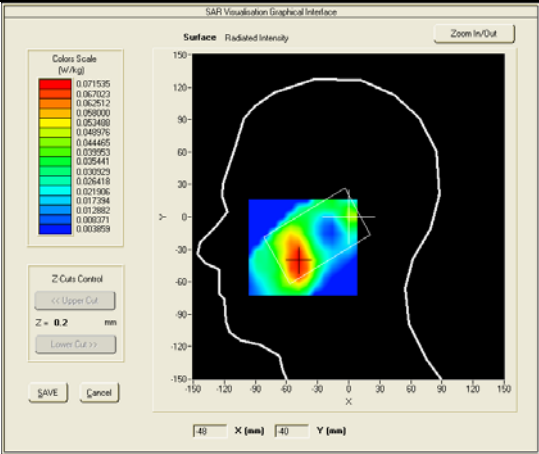 SAR Visualisation Graphical Interface
Surface Radiated Intensity
Zoom In/Out
Colors Scale
(W/kg)
0.071535
0.067023
0.062512
0.058000
0.053488
0.048976
0.044465
0.039953
0.035441
0.030929
0.026418
0.021906
0.017394
0.012882
0.008371
0.003859
Z-Cuts Control
<< Upper Cut
Z = 0.2 mm
Lower Cut >>
SAVE Cancel
150
120
90
60
30
0
-30
-60
-90
-120
-150
Y
-150 -120 -90 -60 -30 0 30 60 90 120 150
X
-48 X (mm) -40 Y (mm)